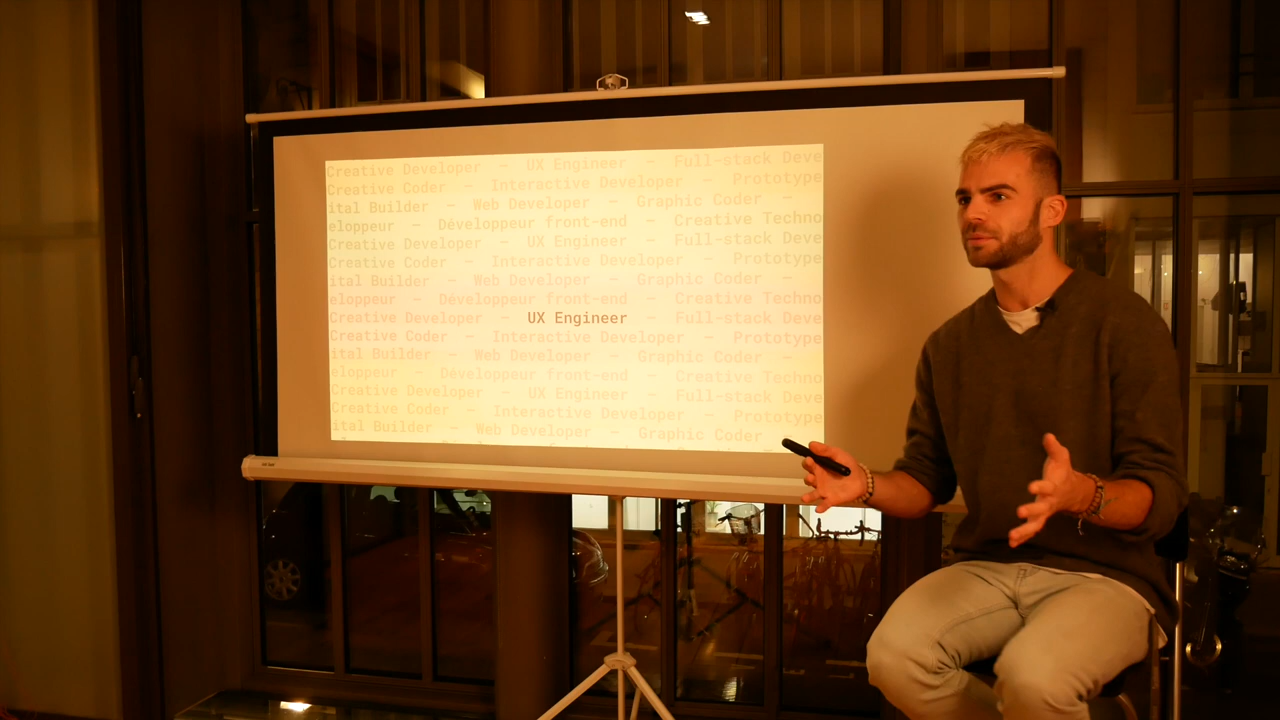 Creative Developer – UX Engineer – Full-stack Deve
Creative Coder – Interactive Developer – Prototype
ital Builder – Web Developer – Graphic Coder –
eloppeur – Développeur front-end – Creative Techno
Creative Developer – UX Engineer – Full-stack Deve
Creative Coder – Interactive Developer – Prototype
ital Builder – Web Developer – Graphic Coder –
eloppeur – Développeur front-end – Creative Techno
Creative Developer – UX Engineer – Full-stack Deve
Creative Coder – Interactive Developer – Prototype
ital Builder – Web Developer – Graphic Coder –
eloppeur – Développeur front-end – Creative Techno
Creative Developer – UX Engineer – Full-stack Deve
Creative Coder – Interactive Developer – Prototype
ital Builder – Web Developer – Graphic Coder